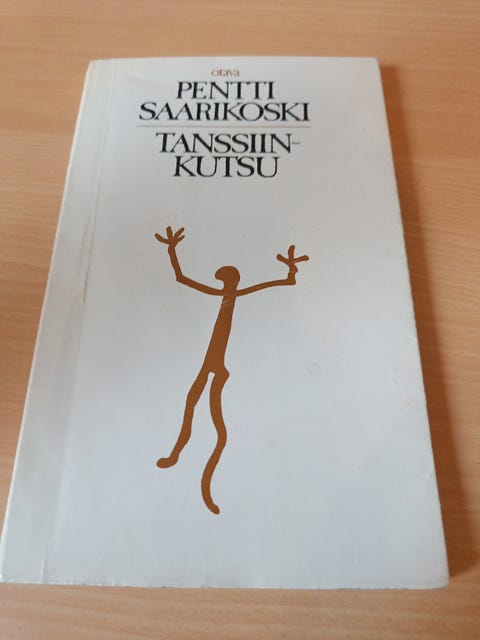 otava
PENTTI
SAARIKOSKI
TANSSIIN-
KUTSU